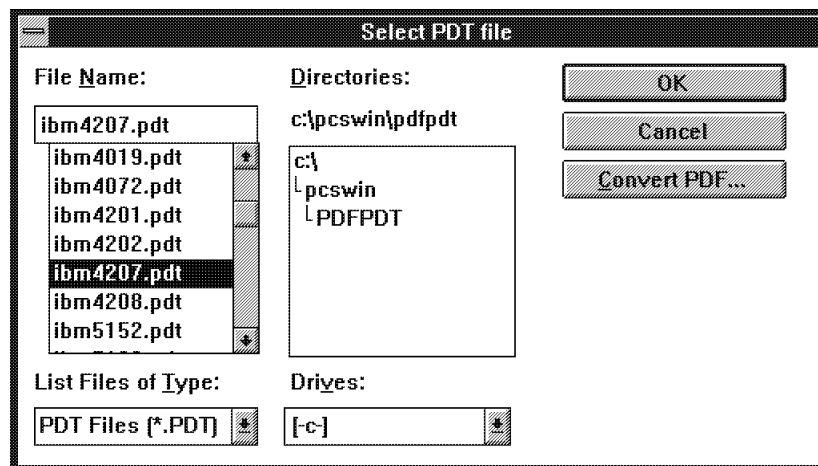 Select PDT file
File Name:
ibm4207.pdt
ibm4019.pdt
ibm4072.pdt
ibm4201.pdt
ibm4202.pdt
ibm4207.pdt
ibm4208.pdt
ibm5152.pdt
List Files of Type:
PDT Files (*.PDT)
Directories:
c:\pcswin\pdfpdt
c:\
pcswin
PDFPDT
Drives:
[-c-]
OK
Cancel
Convert PDF...